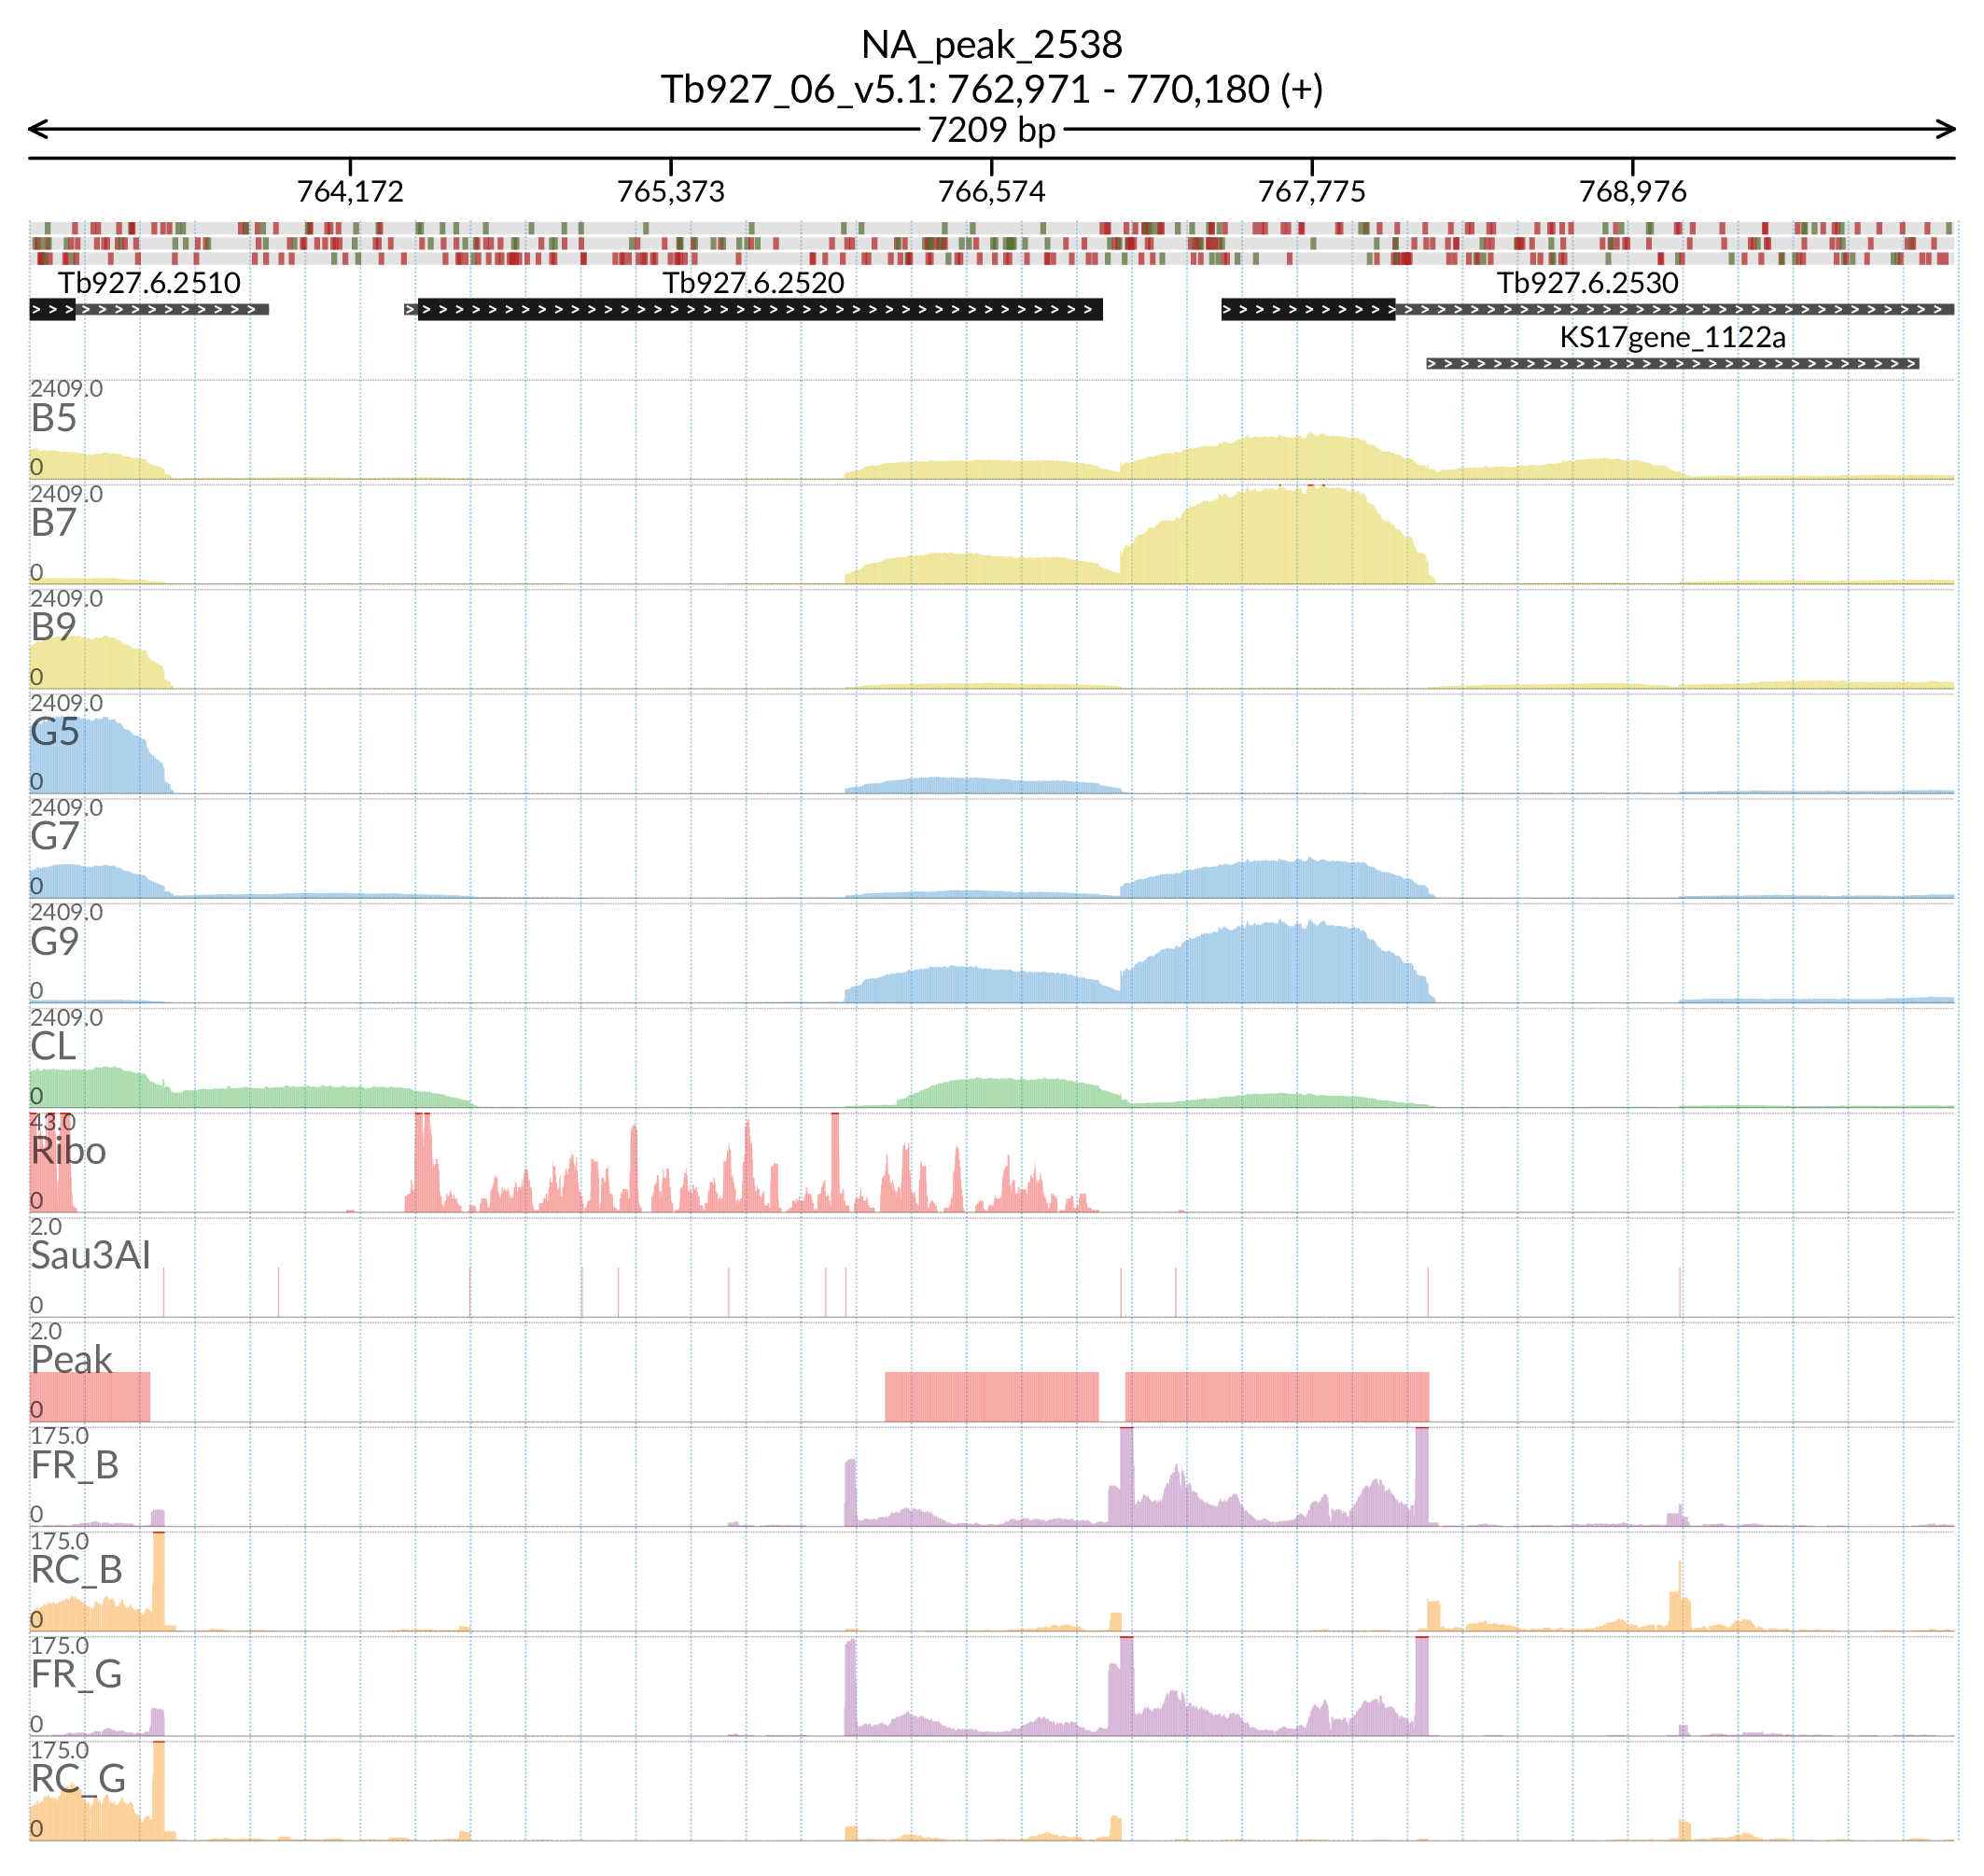 NA_peak_2538
Tb927_06_v5.1: 762,971 - 770,180 (+)
7209 bp
764,172 765,373 766,574 767,775 768,976
Tb927.6.2510 Tb927.6.2520 Tb927.6.2530
KS17gene_1122a
2409.0
B5
0
2409.0
B7
0
2409.0
B9
0
2409.0
G5
0
2409.0
G7
0
2409.0
G9
0
2409.0
CL
0
43.0
Ribo
0
2.0
Sau3AI
0
2.0
Peak
0
175.0
FR_B
0
175.0
RC_B
0
175.0
FR_G
0
175.0
RC_G
0